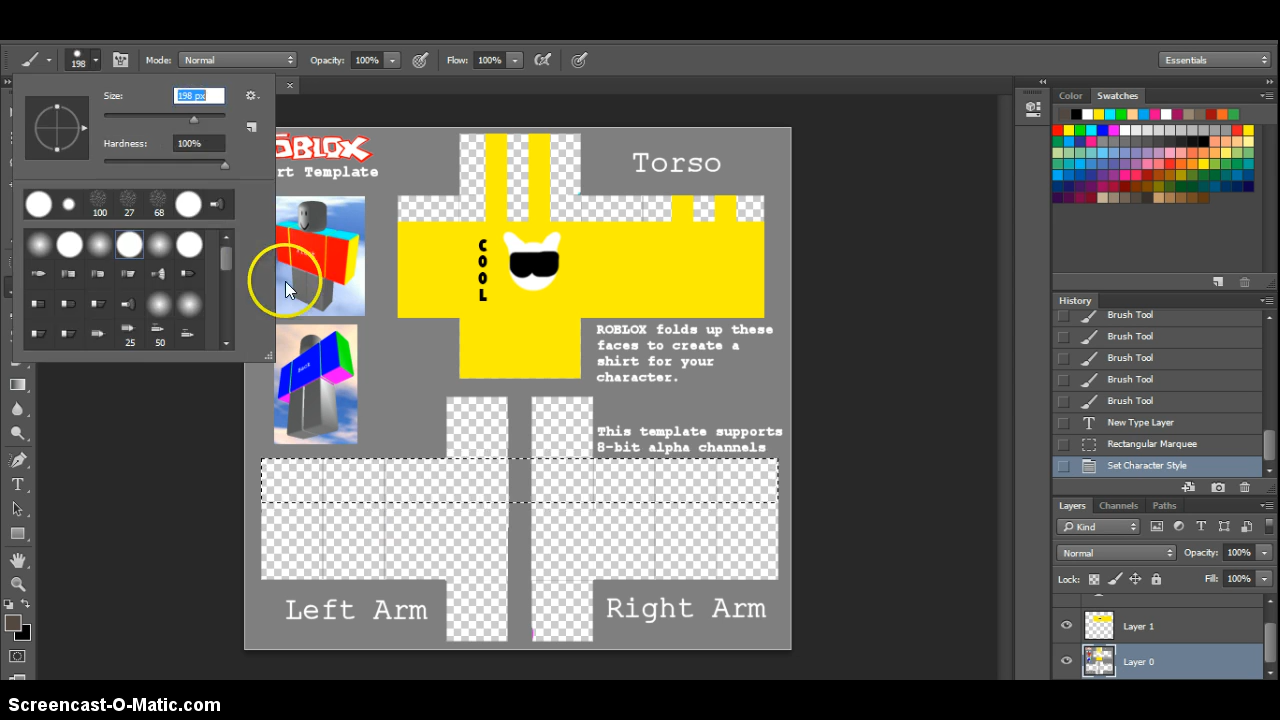 198
Mode:
Normal
Opacity:
100%
Flow:
100%
Essentials
Size:
198 px
Hardness:
100%
100
27
68
25
50
OBLOX
rt Template
Torso
C
O
O
L
ROBLOX folds up these
faces to create a
shirt for your
character.
This template supports
8-bit alpha channels
Left Arm
Right Arm
Color
Swatches
History
Brush Tool
Brush Tool
Brush Tool
Brush Tool
Brush Tool
New Type Layer
Rectangular Marquee
Set Character Style
Layers
Channels
Paths
Kind
Normal
Opacity:
100%
Lock:
Fill:
100%
Layer 1
Layer 0
Screencast-O-Matic.com